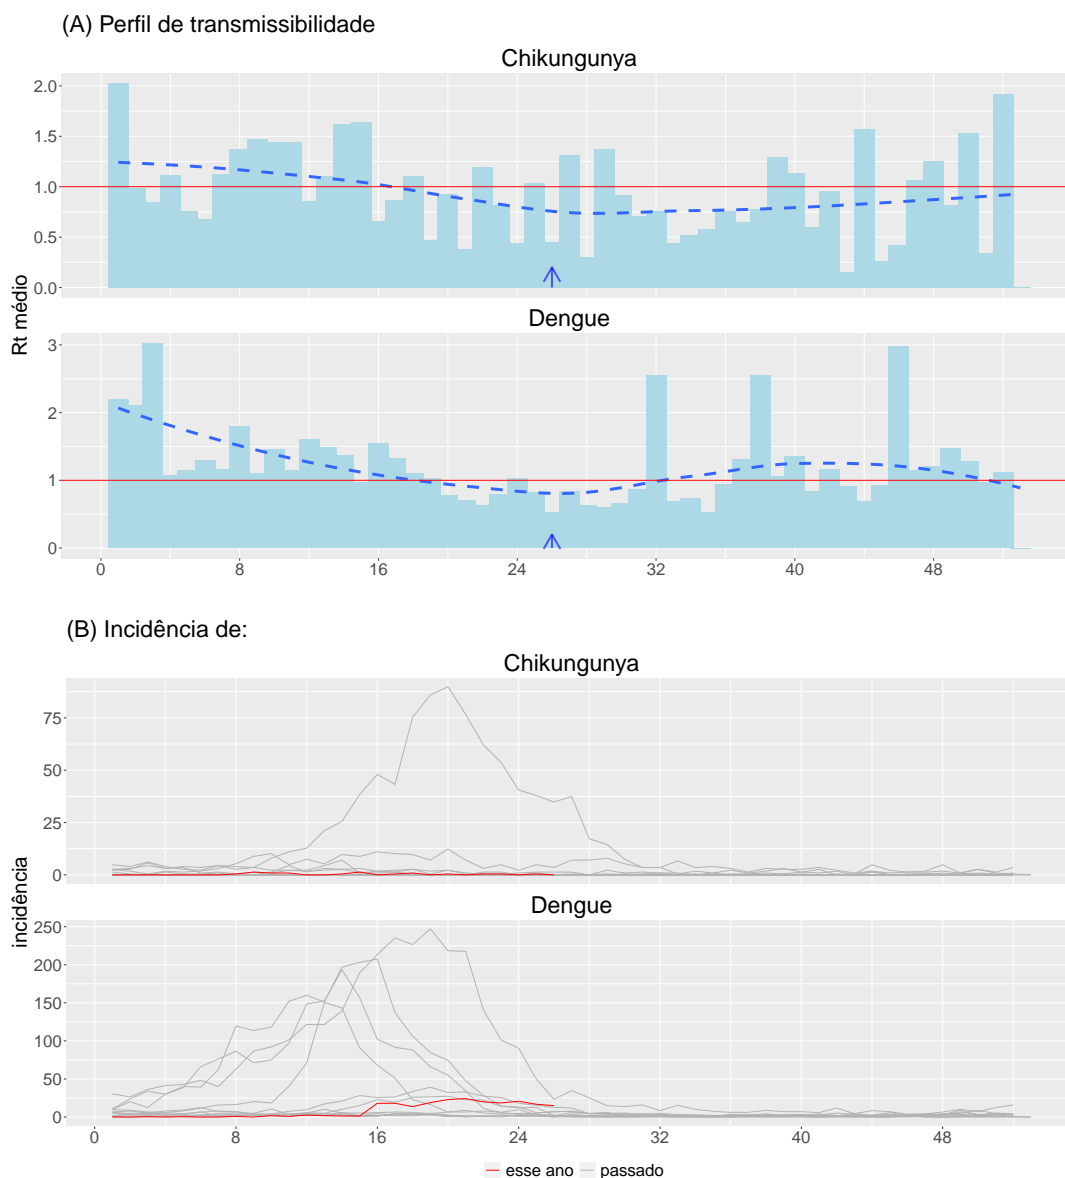 (A) Perfil de transmissibilidade
Chikungunya
2.0
1.5
1.0
0.5
0.0
Rt médio
Dengue
3
2
1
0
0 8 16 24 32 40 48
(B) Incidência de:
Chikungunya
75
50
25
0
incidência
Dengue
250
200
150
100
50
0
0 8 16 24 32 40 48
esse ano passado